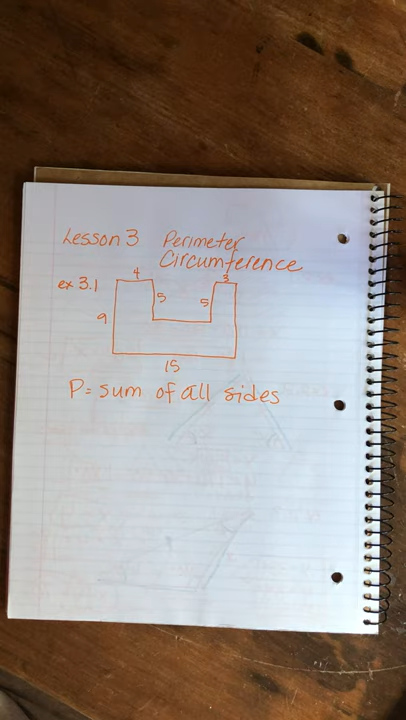 Lesson 3 Perimeter
Circumference
ex 3.1
4
3
5
5
9
15
P = sum of all sides